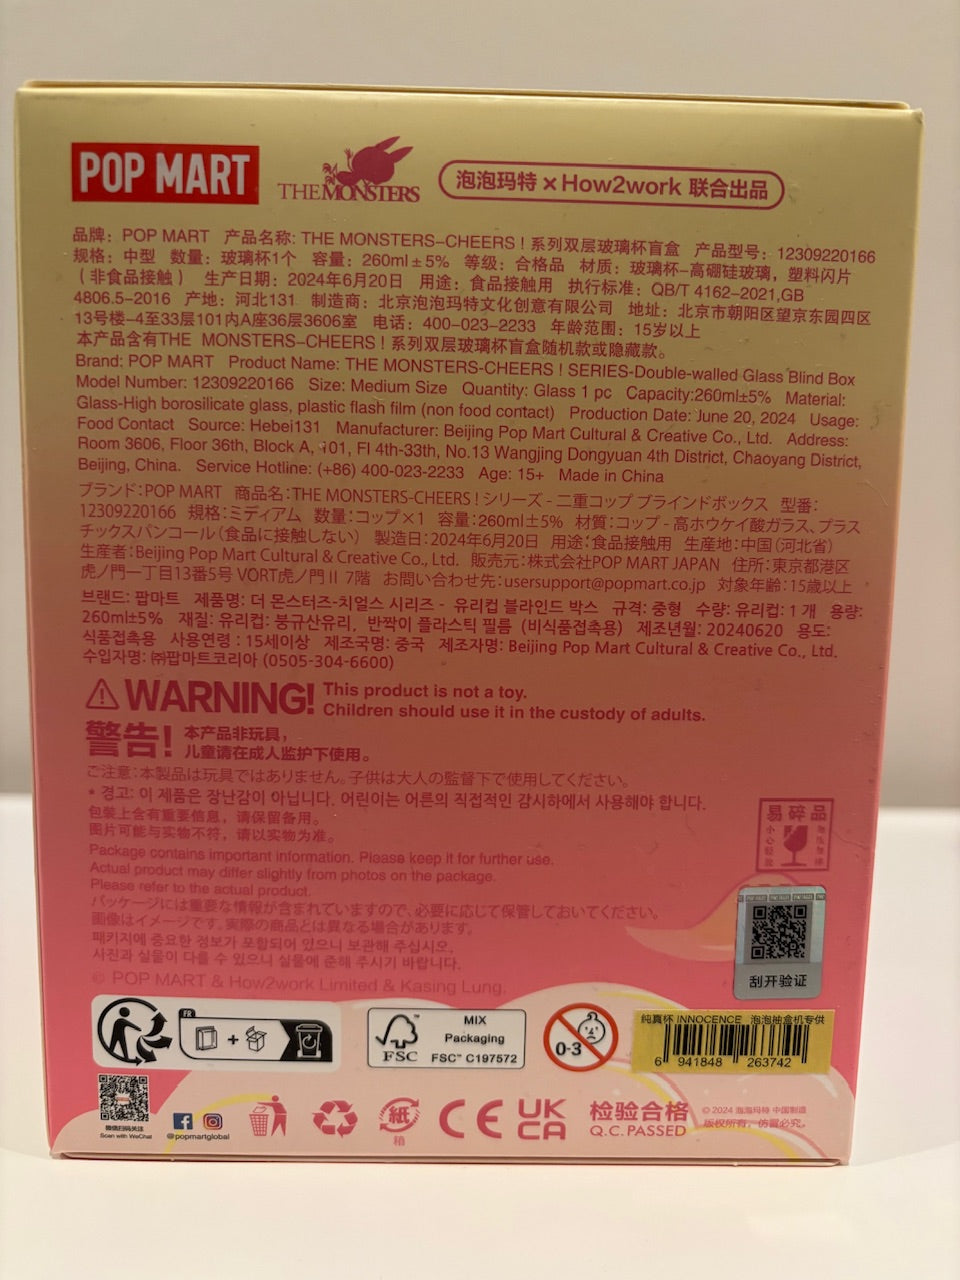 POP MART
THE MONSTERS
泡泡玛特 × How2work 联合出品
品牌: POP MART 产品名称: THE MONSTERS-CHEERS ! 系列双层玻璃杯盲盒 产品型号: 12309220166
规格: 中型 数量: 玻璃杯1个 容量: 260ml±5% 等级: 合格品 材质: 玻璃杯-高硼硅玻璃, 塑料闪片
( 非食品接触 ) 生产日期: 2024年6月20日 用途: 食品接触用 执行标准: QB/T 4162-2021,GB
4806.5-2016 产地: 河北131 制造商: 北京泡泡玛特文化创意有限公司 地址: 北京市朝阳区望京东园四区
13号楼-4至33层101内A座36层3606室 电话: 400-023-2233 年龄范围: 15岁以上
本产品含有THE MONSTERS-CHEERS ! 系列双层玻璃杯盲盒随机款或隐藏款。
Brand: POP MART Product Name: THE MONSTERS-CHEERS ! SERIES-Double-walled Glass Blind Box
Model Number: 12309220166 Size: Medium Size Quantity: Glass 1 pc Capacity:260ml±5% Material:
Glass-High borosilicate glass, plastic flash film (non food contact) Production Date: June 20, 2024 Usage:
Food Contact Source: Hebei131 Manufacturer: Beijing Pop Mart Cultural & Creative Co., Ltd. Address:
Room 3606, Floor 36th, Block A, 101, Fl 4th-33th, No.13 Wangjing Dongyuan 4th District, Chaoyang District,
Beijing, China. Service Hotline: (+86) 400-023-2233 Age: 15+ Made in China
ブランド:POP MART 商品名:THE MONSTERS-CHEERS ! シリーズ - 二重コップ ブラインドボックス 型番:
12309220166 規格:ミディアム 数量:コップ×1 容量:260ml±5% 材質:コップ - 高ホウケイ酸ガラス、プラス
チックスパンコール(食品に接触しない) 製造日:2024年6月20日 用途:食品接触用 生産地:中国(河北省)
生産者:Beijing Pop Mart Cultural & Creative Co., Ltd. 販売元:株式会社POP MART JAPAN 住所:東京都港区
虎ノ門一丁目13番5号 VORT虎ノ門Ⅱ 7階 お問い合わせ先:usersupport@popmart.co.jp 対象年齢:15歳以上
브랜드: 팝마트 제품명: 더 몬스터즈-치얼스 시리즈 - 유리컵 블라인드 박스 규격: 중형 수량: 유리컵: 1 개 용량:
260ml±5% 재질: 유리컵: 붕규산유리, 반짝이 플라스틱 필름 (비식품접촉용) 제조년월: 20240620 용도:
식품접촉용 사용연령 : 15세이상 제조국명: 중국 제조자명: Beijing Pop Mart Cultural & Creative Co., Ltd.
수입자명: ㈜팝마트코리아 (0505-304-6600)
WARNING! This product is not a toy.
Children should use it in the custody of adults.
警告! 本产品非玩具,
儿童请在成人监护下使用。
ご注意:本製品は玩具ではありません。子供は大人の監督下で使用してください。
* 경고: 이 제품은 장난감이 아닙니다. 어린이는 어른의 직접적인 감시하에서 사용해야 합니다.
包装上含有重要信息, 请保留备用。
图片可能与实物不符, 请以实物为准。
Package contains important information. Please keep it for further use.
Actual product may differ slightly from photos on the package.
Please refer to the actual product.
パッケージには重要な情報が含まれていますので、必要に応じて保管しておいてください。
画像はイメージです。実際の商品とは異なる場合があります。
패키지에 중요한 정보가 포함되어 있으니 보관해 주십시오,
사진과 실물이 다를 수 있으니 실물에 준해 주시기 바랍니다.
© POP MART & How2work Limited & Kasing Lung.
易碎品
小心轻放
POP MART POP MART POP MART
刮开验证
FR
+
FSC
MIX
Packaging
FSC™ C197572
0-3
纯真杯 INNOCENCE 泡泡抽盒机专供
6 941848 263742
微信扫码关注
Scan with WeChat
@popmartglobal
紙
箱
CE
UK
CA
检验合格
Q.C.PASSED
© 2024 泡泡玛特 中国制造
版权所有, 仿冒必究。